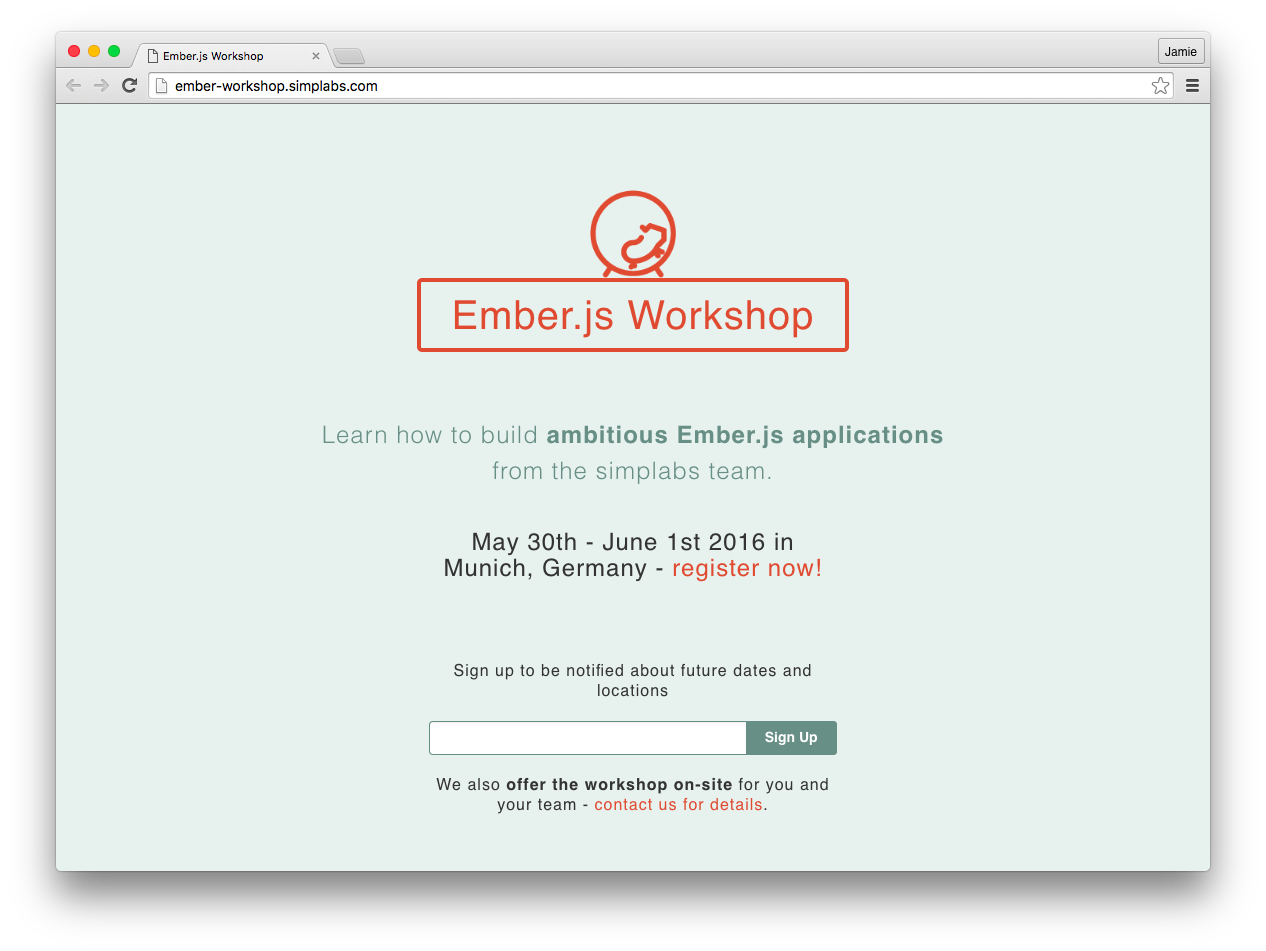 Ember.js Workshop
Jamie
ember-workshop.simplabs.com
Ember.js Workshop
Learn how to build ambitious Ember.js applications
from the simplabs team.
May 30th - June 1st 2016 in
Munich, Germany - register now!
Sign up to be notified about future dates and
locations
Sign Up
We also offer the workshop on-site for you and
your team - contact us for details.